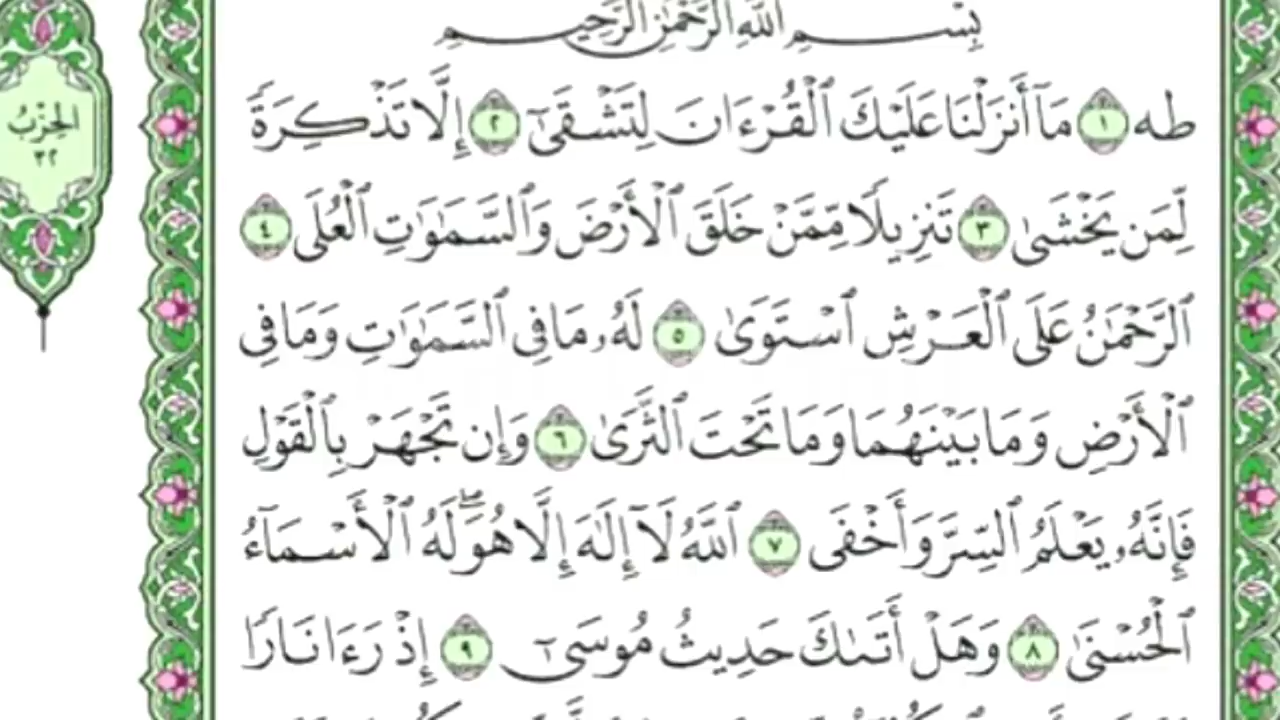 بِسْمِ ٱللَّهِ ٱلرَّحْمَٰنِ ٱلرَّحِيمِ
طه ١ مَآ أَنزَلْنَا عَلَيْكَ ٱلْقُرْءَانَ لِتَشْقَىٰٓ ٢ إِلَّا تَذْكِرَةً
لِّمَن يَخْشَىٰ ٣ تَنزِيلًا مِّمَّنْ خَلَقَ ٱلْأَرْضَ وَٱلسَّمَٰوَٰتِ ٱلْعُلَى ٤
ٱلرَّحْمَٰنُ عَلَى ٱلْعَرْشِ ٱسْتَوَىٰ ٥ لَهُۥ مَا فِى ٱلسَّمَٰوَٰتِ وَمَا فِى
ٱلْأَرْضِ وَمَا بَيْنَهُمَا وَمَا تَحْتَ ٱلثَّرَىٰ ٦ وَإِن تَجْهَرْ بِٱلْقَوْلِ
فَإِنَّهُۥ يَعْلَمُ ٱلسِّرَّ وَأَخْفَى ٧ ٱللَّهُ لَآ إِلَٰهَ إِلَّا هُوَ ۖ لَهُ ٱلْأَسْمَآءُ
ٱلْحُسْنَىٰ ٨ وَهَلْ أَتَىٰكَ حَدِيثُ مُوسَىٰٓ ٩ إِذْ رَءَا نَارًا
الحِزْبُ
٣٢